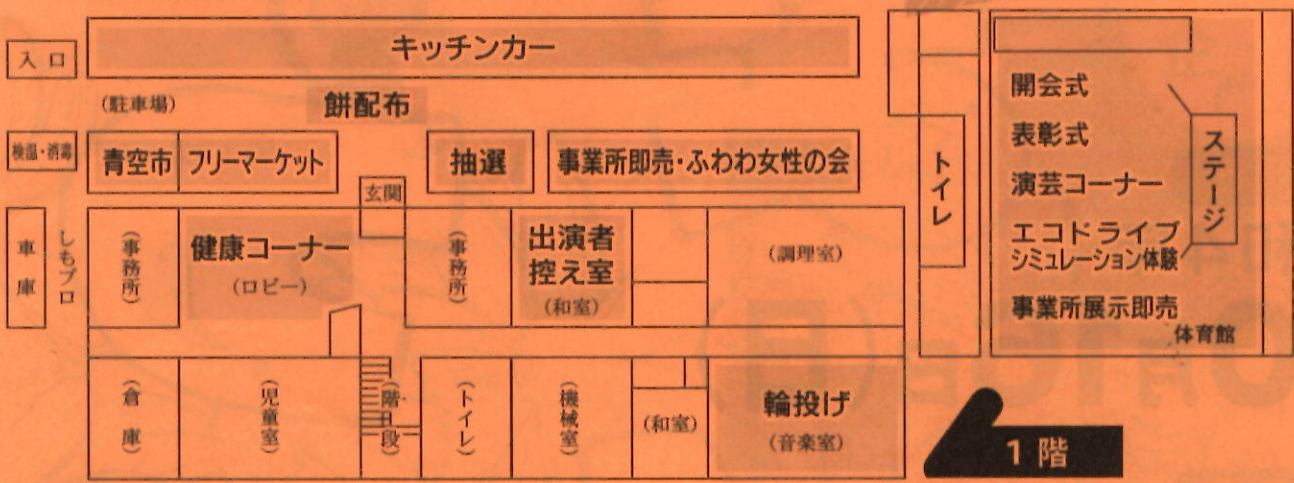 入口
キッチンカー
(駐車場)
餅配布
検温・消毒
青空市
フリーマーケット
抽選
事業所即売・ふわわ女性の会
玄関
車庫
しもプロ
(事務所)
健康コーナー
(ロビー)
(事務所)
出演者
控え室
(和室)
(調理室)
トイレ
開会式
表彰式
演芸コーナー
エコドライブ
シミュレーション体験
事業所展示即売
体育館
ステージ
(倉庫)
(児童室)
(階段)
(トイレ)
(機械室)
(和室)
輪投げ
(音楽室)
1階